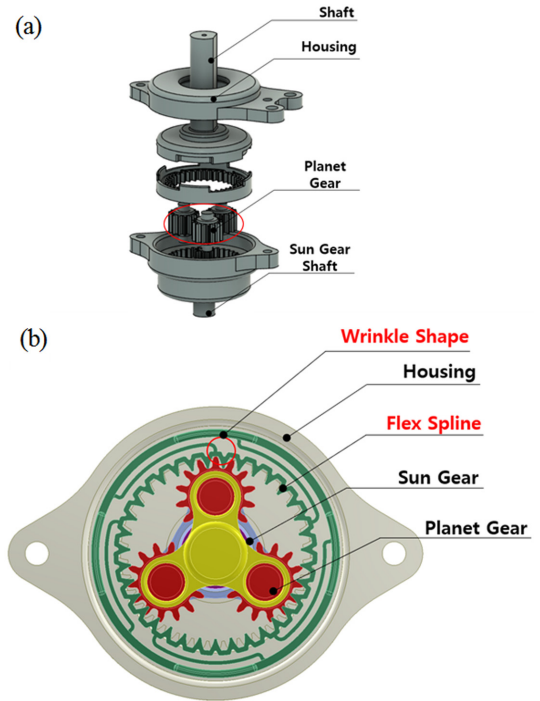 (a)
Shaft
Housing
Planet
Gear
Sun Gear
Shaft
(b)
Wrinkle Shape
Housing
Flex Spline
Sun Gear
Planet Gear